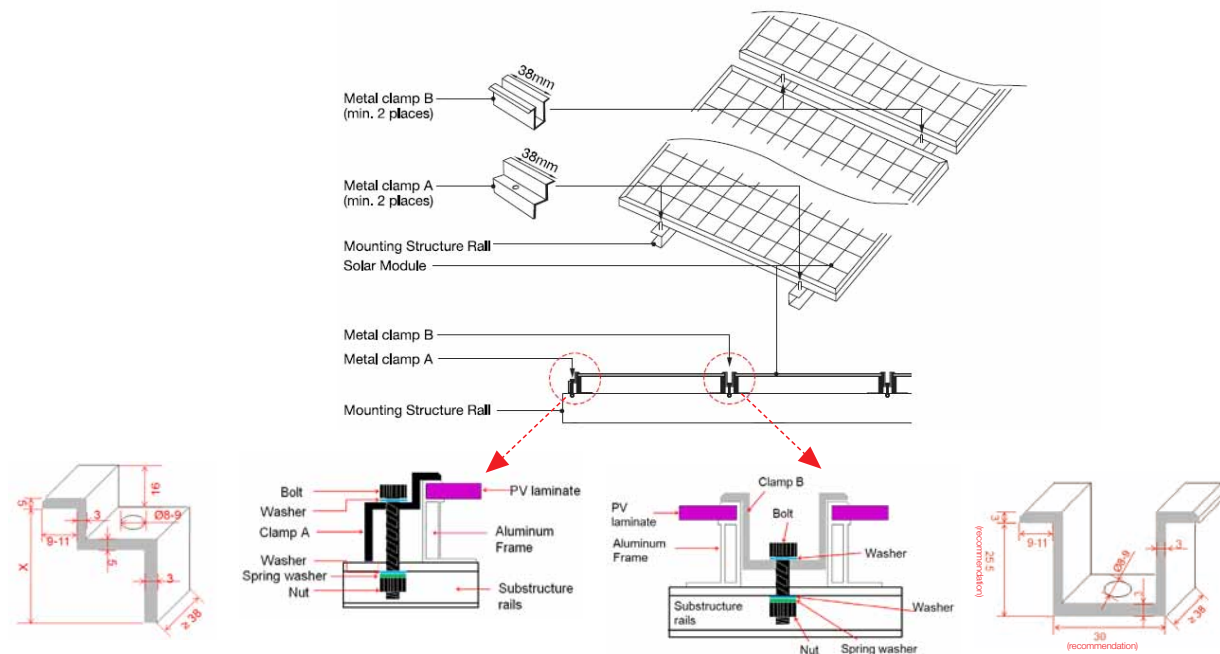 38mm
Metal clamp B
(min. 2 places)
38mm
Metal clamp A
(min. 2 places)
Mounting Structure Rail
Solar Module
Metal clamp B
Metal clamp A
Mounting Structure Rail
16
5
3
Ø8-9
9-11
5
X
3
≥38
Bolt
Washer
Clamp A
Washer
Spring washer
Nut
PV laminate
Aluminum
Frame
Substructure
rails
Clamp B
PV
laminate
Bolt
Aluminum
Frame
Washer
Substructure
rails
Washer
Nut
Spring washer
3
9-11
25.5
(recommendation)
3
Ø8-9
≥38
30
(recommendation)